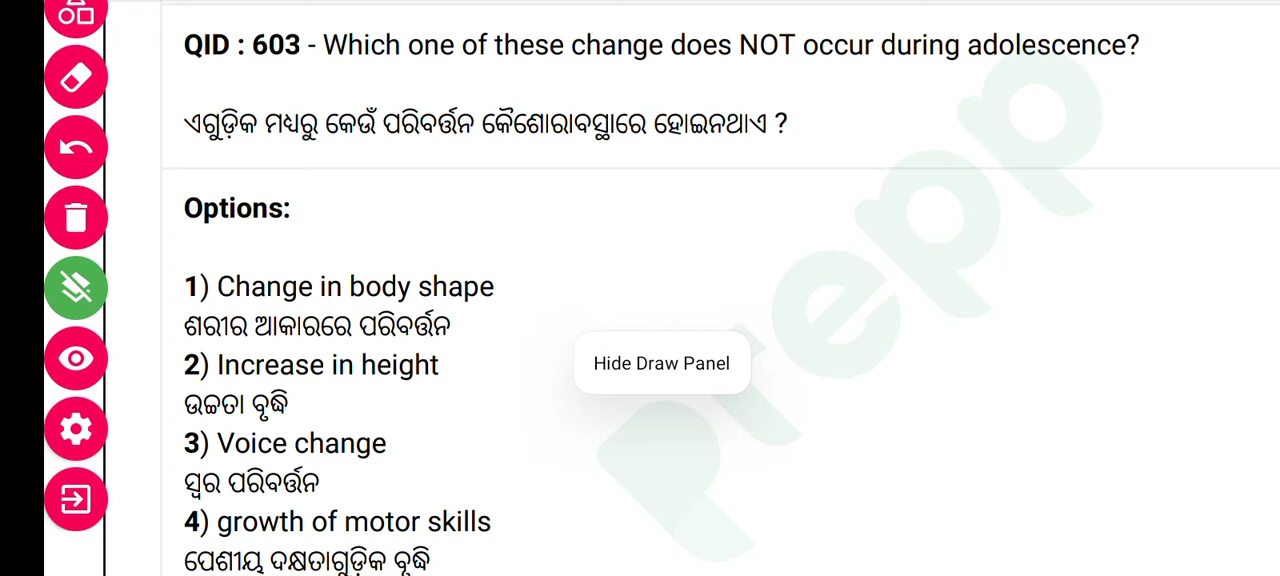 QID : 603 - Which one of these change does NOT occur during adolescence?
ଏଗୁଡ଼ିକ ମଧ୍ୟରୁ କେଉଁ ପରିବର୍ତ୍ତନ କୈଶୋରାବସ୍ଥାରେ ହୋଇନଥାଏ ?
Options:
1) Change in body shape
ଶରୀର ଆକାରରେ ପରିବର୍ତ୍ତନ
2) Increase in height
ଉଚ୍ଚତା ବୃଦ୍ଧି
Hide Draw Panel
3) Voice change
ସ୍ୱର ପରିବର୍ତ୍ତନ
4) growth of motor skills
ପେଶୀୟ ଦକ୍ଷତାଗୁଡ଼ିକ ବୃଦ୍ଧି
prepp